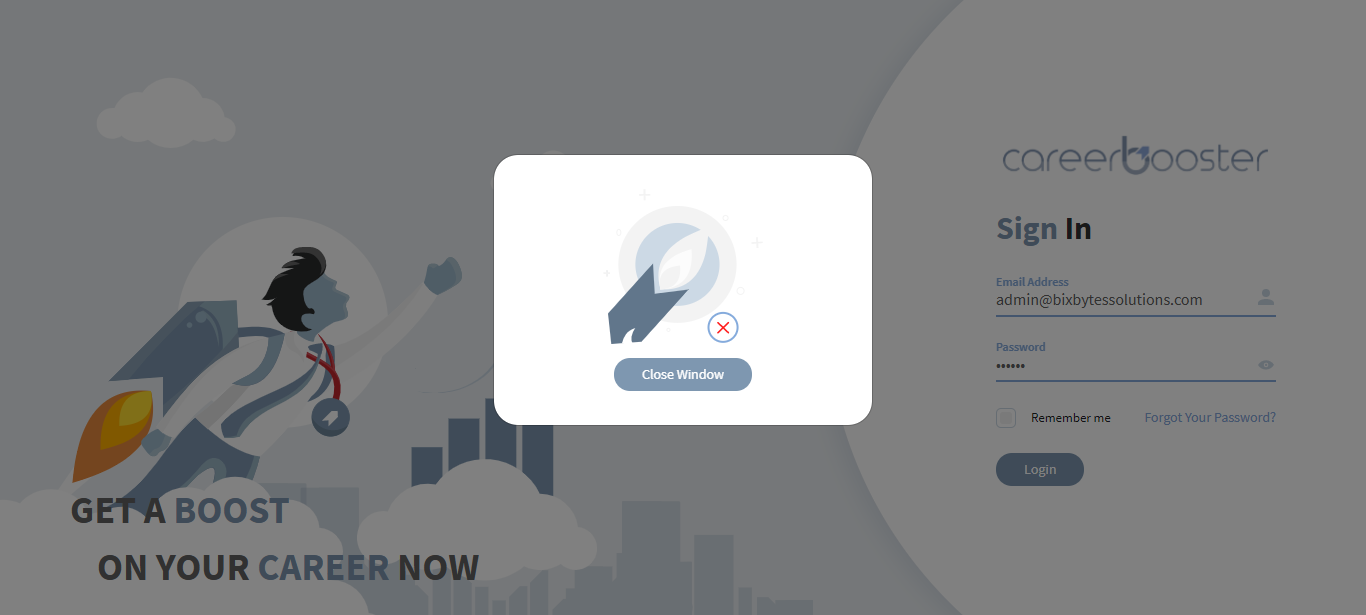 careerbooster
Sign In
Email Address
admin@bixbytessolutions.com
Password
••••••
Remember me
Forgot Your Password?
Login
Close Window
GET A BOOST
ON YOUR CAREER NOW